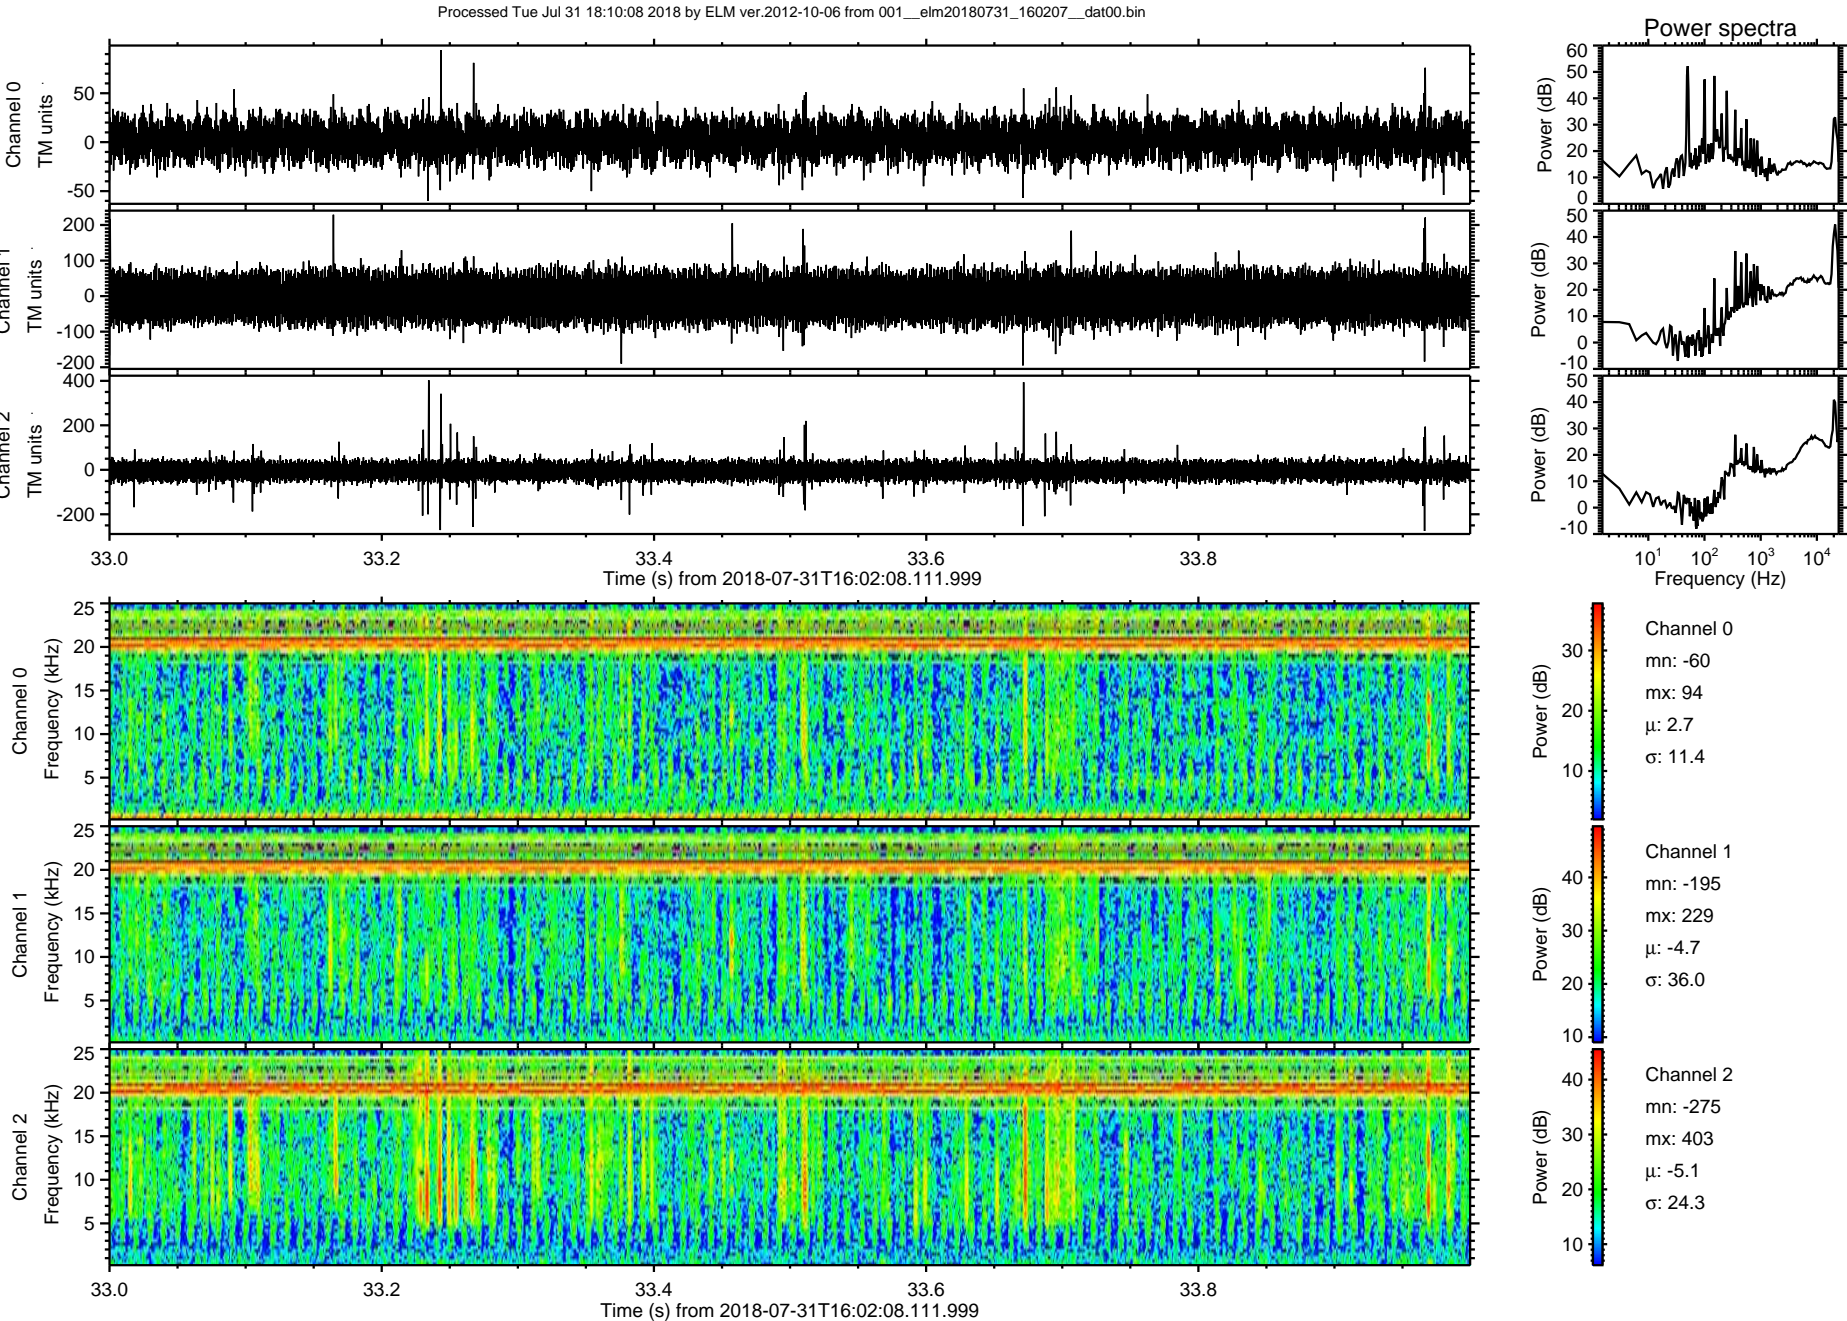 Processed Tue Jul 31 18:10:08 2018 by ELM ver.2012-10-06 from 001__elm20180731_160207__dat00.bin
Power spectra
Channel 0
TM units
50
0
-50
Power (dB)
60
50
40
30
20
10
0
Channel 1
TM units
200
100
0
-100
-200
Power (dB)
50
40
30
20
10
0
-10
Channel 2
TM units
400
200
0
-200
Power (dB)
50
40
30
20
10
0
-10
33.0 33.2 33.4 33.6 33.8
Time (s) from 2018-07-31T16:02:08.111.999
10¹ 10² 10³ 10⁴
Frequency (Hz)
Channel 0
Frequency (kHz)
25
20
15
10
5
Power (dB)
30
20
10
Channel 0
mn: -60
mx: 94
μ: 2.7
σ: 11.4
Channel 1
Frequency (kHz)
25
20
15
10
5
Power (dB)
40
30
20
10
Channel 1
mn: -195
mx: 229
μ: -4.7
σ: 36.0
Channel 2
Frequency (kHz)
25
20
15
10
5
Power (dB)
40
30
20
10
Channel 2
mn: -275
mx: 403
μ: -5.1
σ: 24.3
33.0 33.2 33.4 33.6 33.8
Time (s) from 2018-07-31T16:02:08.111.999